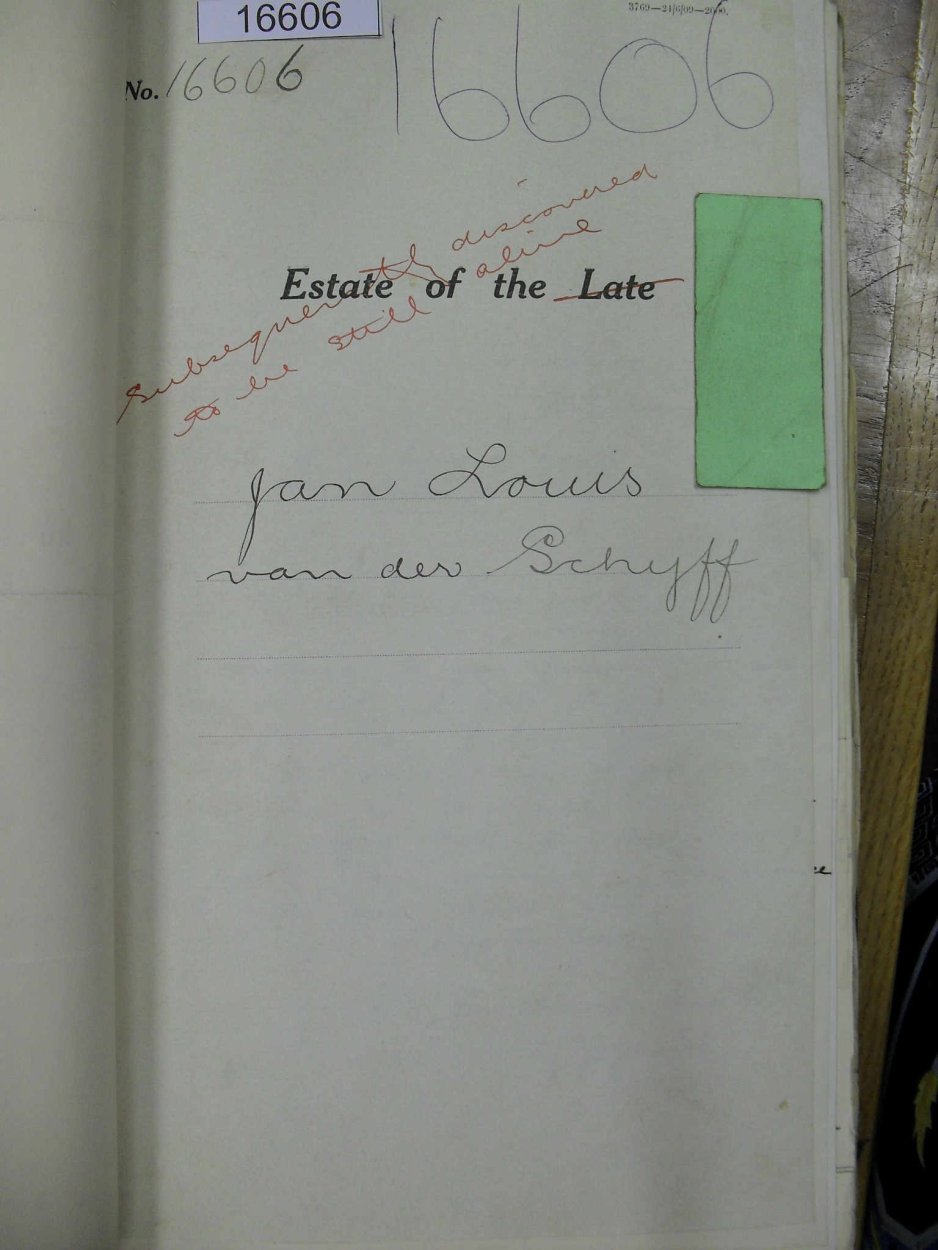 16606
3769—21/6/09—2000.
No. 16606
16606
Subsequently discovered
to be still alive
Estate of the Late
Jan Louis
van der Schyff